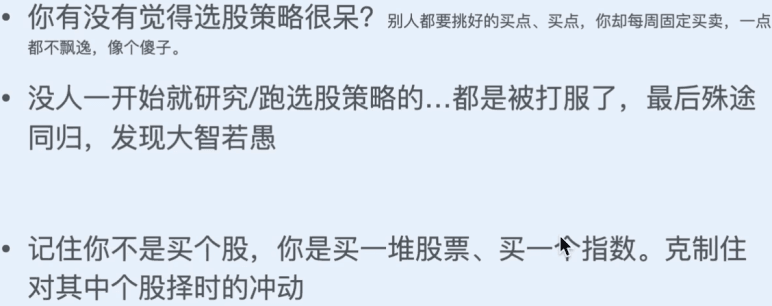 • 你有没有觉得选股策略很呆？别人都要挑好的买点、买点，你却每周固定买卖，一点
都不飘逸，像个傻子。
• 没人一开始就研究/跑选股策略的…都是被打服了，最后殊途
同归，发现大智若愚
• 记住你不是买个股，你是买一堆股票、买一个指数。克制住
对其中个股择时的冲动